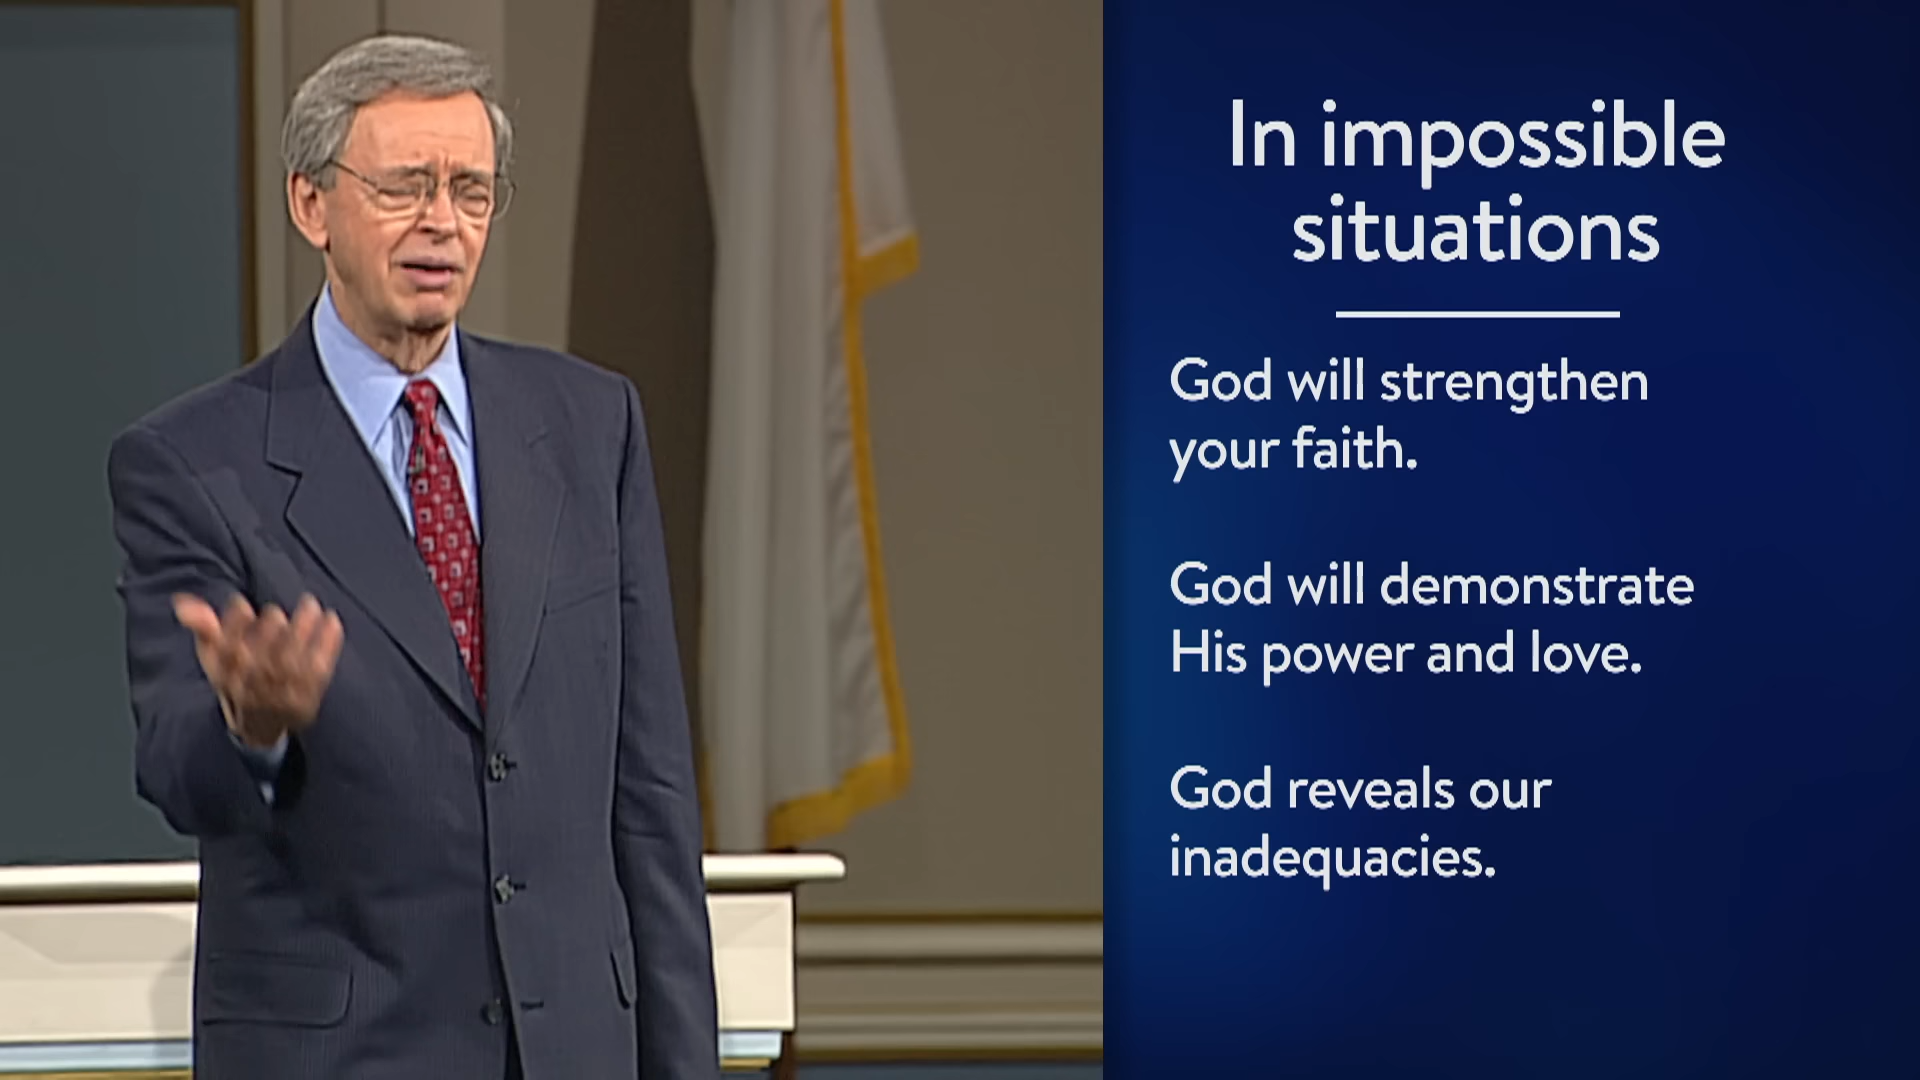 In impossible
situations
God will strengthen
your faith.
God will demonstrate
His power and love.
God reveals our
inadequacies.